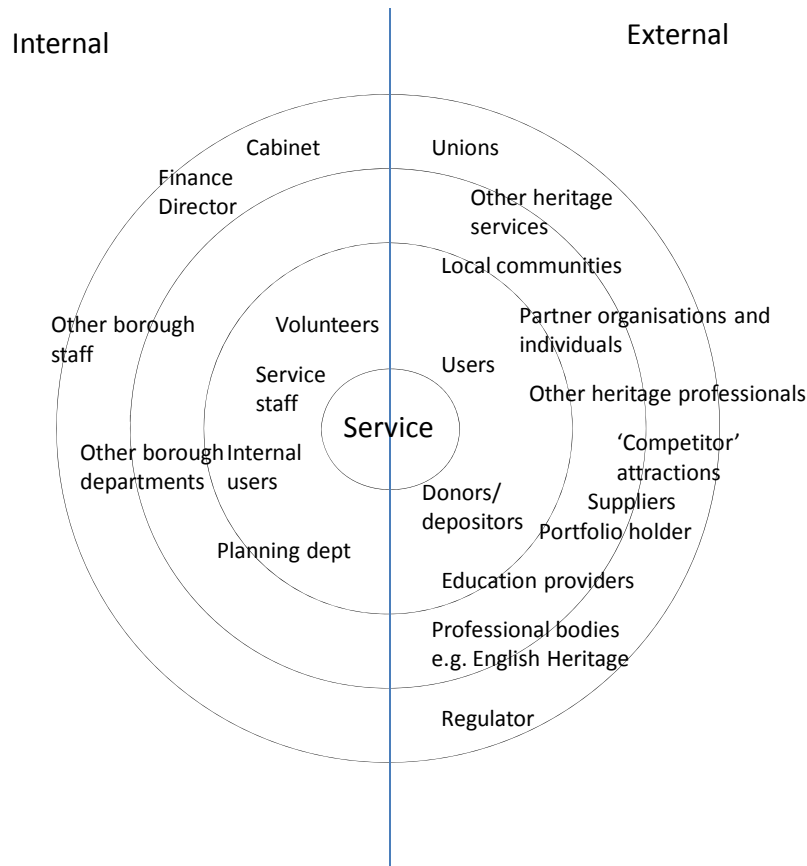 Internal
External
Cabinet
Unions
Finance
Director
Other heritage
services
Local communities
Other borough
staff
Volunteers
Partner organisations and
individuals
Users
Service
staff
Other heritage professionals
Service
‘Competitor’
attractions
Other borough
departments
Internal
users
Donors/
depositors
Suppliers
Portfolio holder
Planning dept
Education providers
Professional bodies
e.g. English Heritage
Regulator